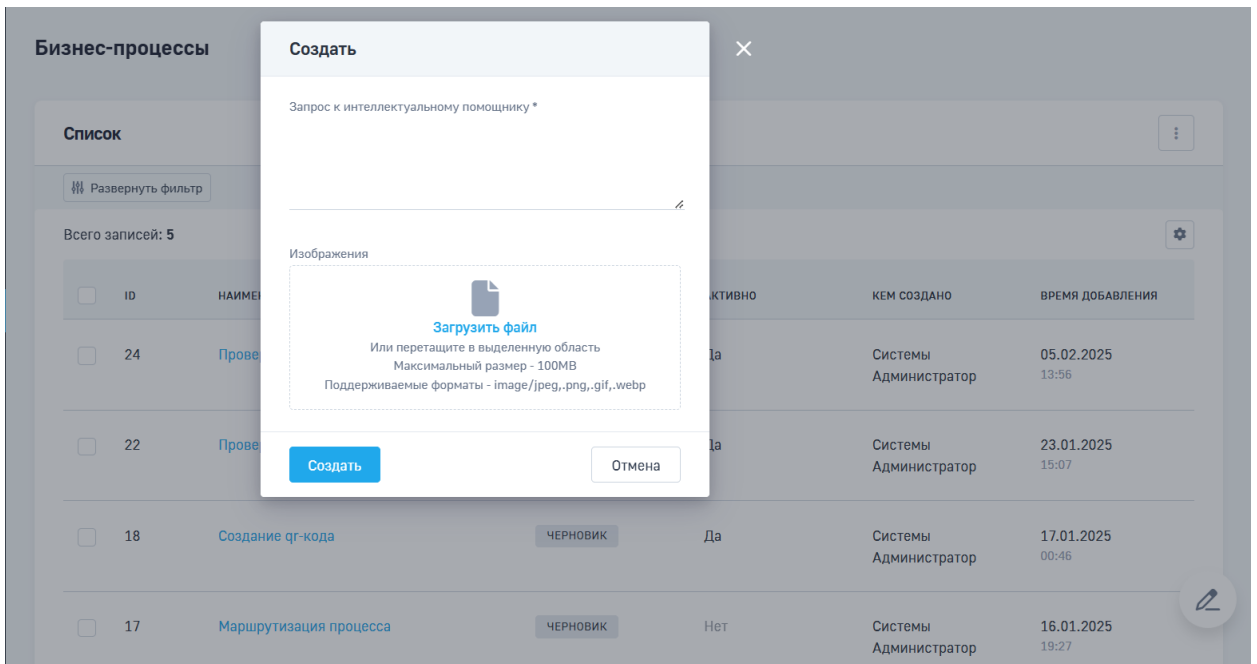 Бизнес-процессы
Создать
Запрос к интеллектуальному помощнику *
Список
Развернуть фильтр
Всего записей: 5
Изображения
Загрузить файл
Или перетащите в выделенную область
Максимальный размер - 100MB
Поддерживаемые форматы - image/jpeg,.png,.gif,.webp
Создать
Отмена
ID
КЕМ СОЗДАНО
ВРЕМЯ ДОБАВЛЕНИЯ
24
Системы
Администратор
05.02.2025
13:56
22
Системы
Администратор
23.01.2025
15:07
18
Создание qr-кода
ЧЕРНОВИК
Да
Системы
Администратор
17.01.2025
00:46
17
Маршрутизация процесса
ЧЕРНОВИК
Нет
Системы
Администратор
16.01.2025
19:27